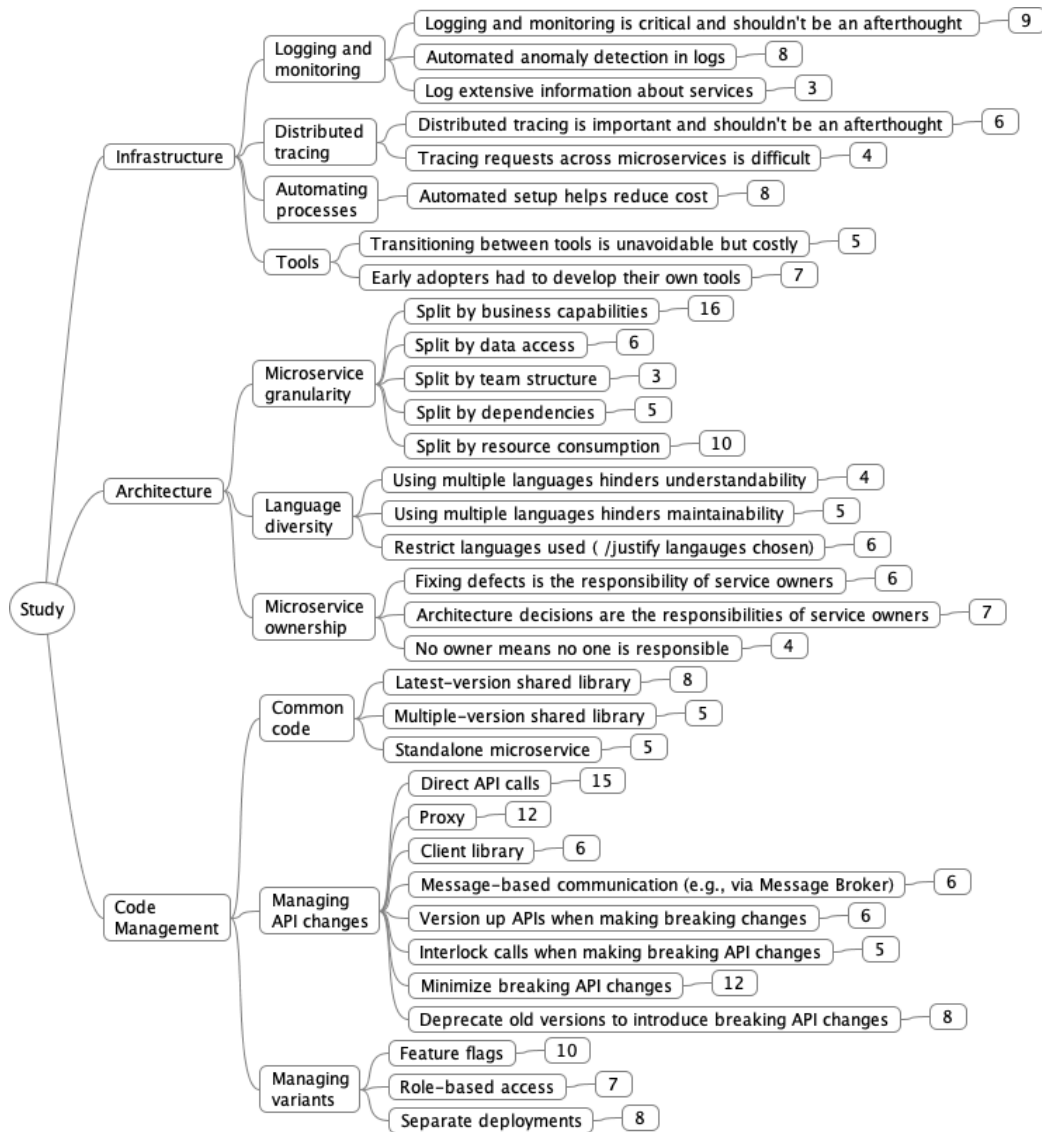 Logging and monitoring is critical and shouldn't be an afterthought
9
Logging and
monitoring
Automated anomaly detection in logs
8
Log extensive information about services
3
Distributed
tracing
Distributed tracing is important and shouldn't be an afterthought
6
Tracing requests across microservices is difficult
4
Infrastructure
Automating
processes
Automated setup helps reduce cost
8
Tools
Transitioning between tools is unavoidable but costly
5
Early adopters had to develop their own tools
7
Split by business capabilities
16
Split by data access
6
Microservice
granularity
Split by team structure
3
Split by dependencies
5
Split by resource consumption
10
Architecture
Using multiple languages hinders understandability
4
Language
diversity
Using multiple languages hinders maintainability
5
Restrict languages used ( /justify langauges chosen)
6
Study
Fixing defects is the responsibility of service owners
6
Microservice
ownership
Architecture decisions are the responsibilities of service owners
7
No owner means no one is responsible
4
Latest-version shared library
8
Common
code
Multiple-version shared library
5
Standalone microservice
5
Direct API calls
15
Proxy
12
Client library
6
Code
Management
Managing
API changes
Message-based communication (e.g., via Message Broker)
6
Version up APIs when making breaking changes
6
Interlock calls when making breaking API changes
5
Minimize breaking API changes
12
Deprecate old versions to introduce breaking API changes
8
Feature flags
10
Managing
variants
Role-based access
7
Separate deployments
8